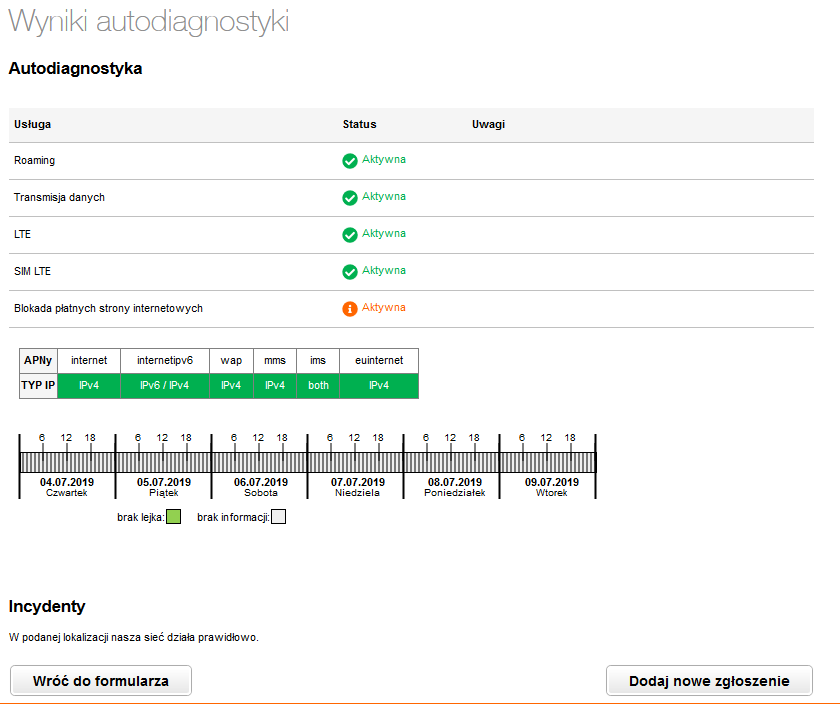 Wyniki autodiagnostyki
Autodiagnostyka
Usługa Status Uwagi
Roaming Aktywna
Transmisja danych Aktywna
LTE Aktywna
SIM LTE Aktywna
Blokada płatnych strony internetowych Aktywna
APNy internet internetipv6 wap mms ims euinternet
TYP IP IPv4 IPv6 / IPv4 IPv4 IPv4 both IPv4
6 12 18 6 12 18 6 12 18 6 12 18 6 12 18 6 12 18
04.07.2019 05.07.2019 06.07.2019 07.07.2019 08.07.2019 09.07.2019
Czwartek Piątek Sobota Niedziela Poniedziałek Wtorek
brak lejka: brak informacji:
Incydenty
W podanej lokalizacji nasza sieć działa prawidłowo.
Wróć do formularza Dodaj nowe zgłoszenie